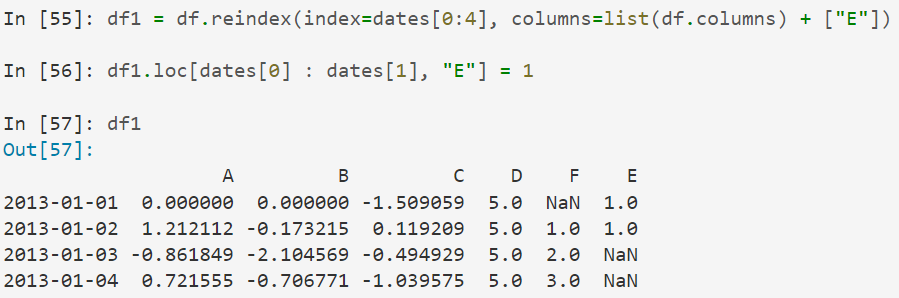 In [55]: df1 = df.reindex(index=dates[0:4], columns=list(df.columns) + ["E"])
In [56]: df1.loc[dates[0] : dates[1], "E"] = 1
In [57]: df1
Out[57]:
A B C D F E
2013-01-01 0.000000 0.000000 -1.509059 5.0 NaN 1.0
2013-01-02 1.212112 -0.173215 0.119209 5.0 1.0 1.0
2013-01-03 -0.861849 -2.104569 -0.494929 5.0 2.0 NaN
2013-01-04 0.721555 -0.706771 -1.039575 5.0 3.0 NaN